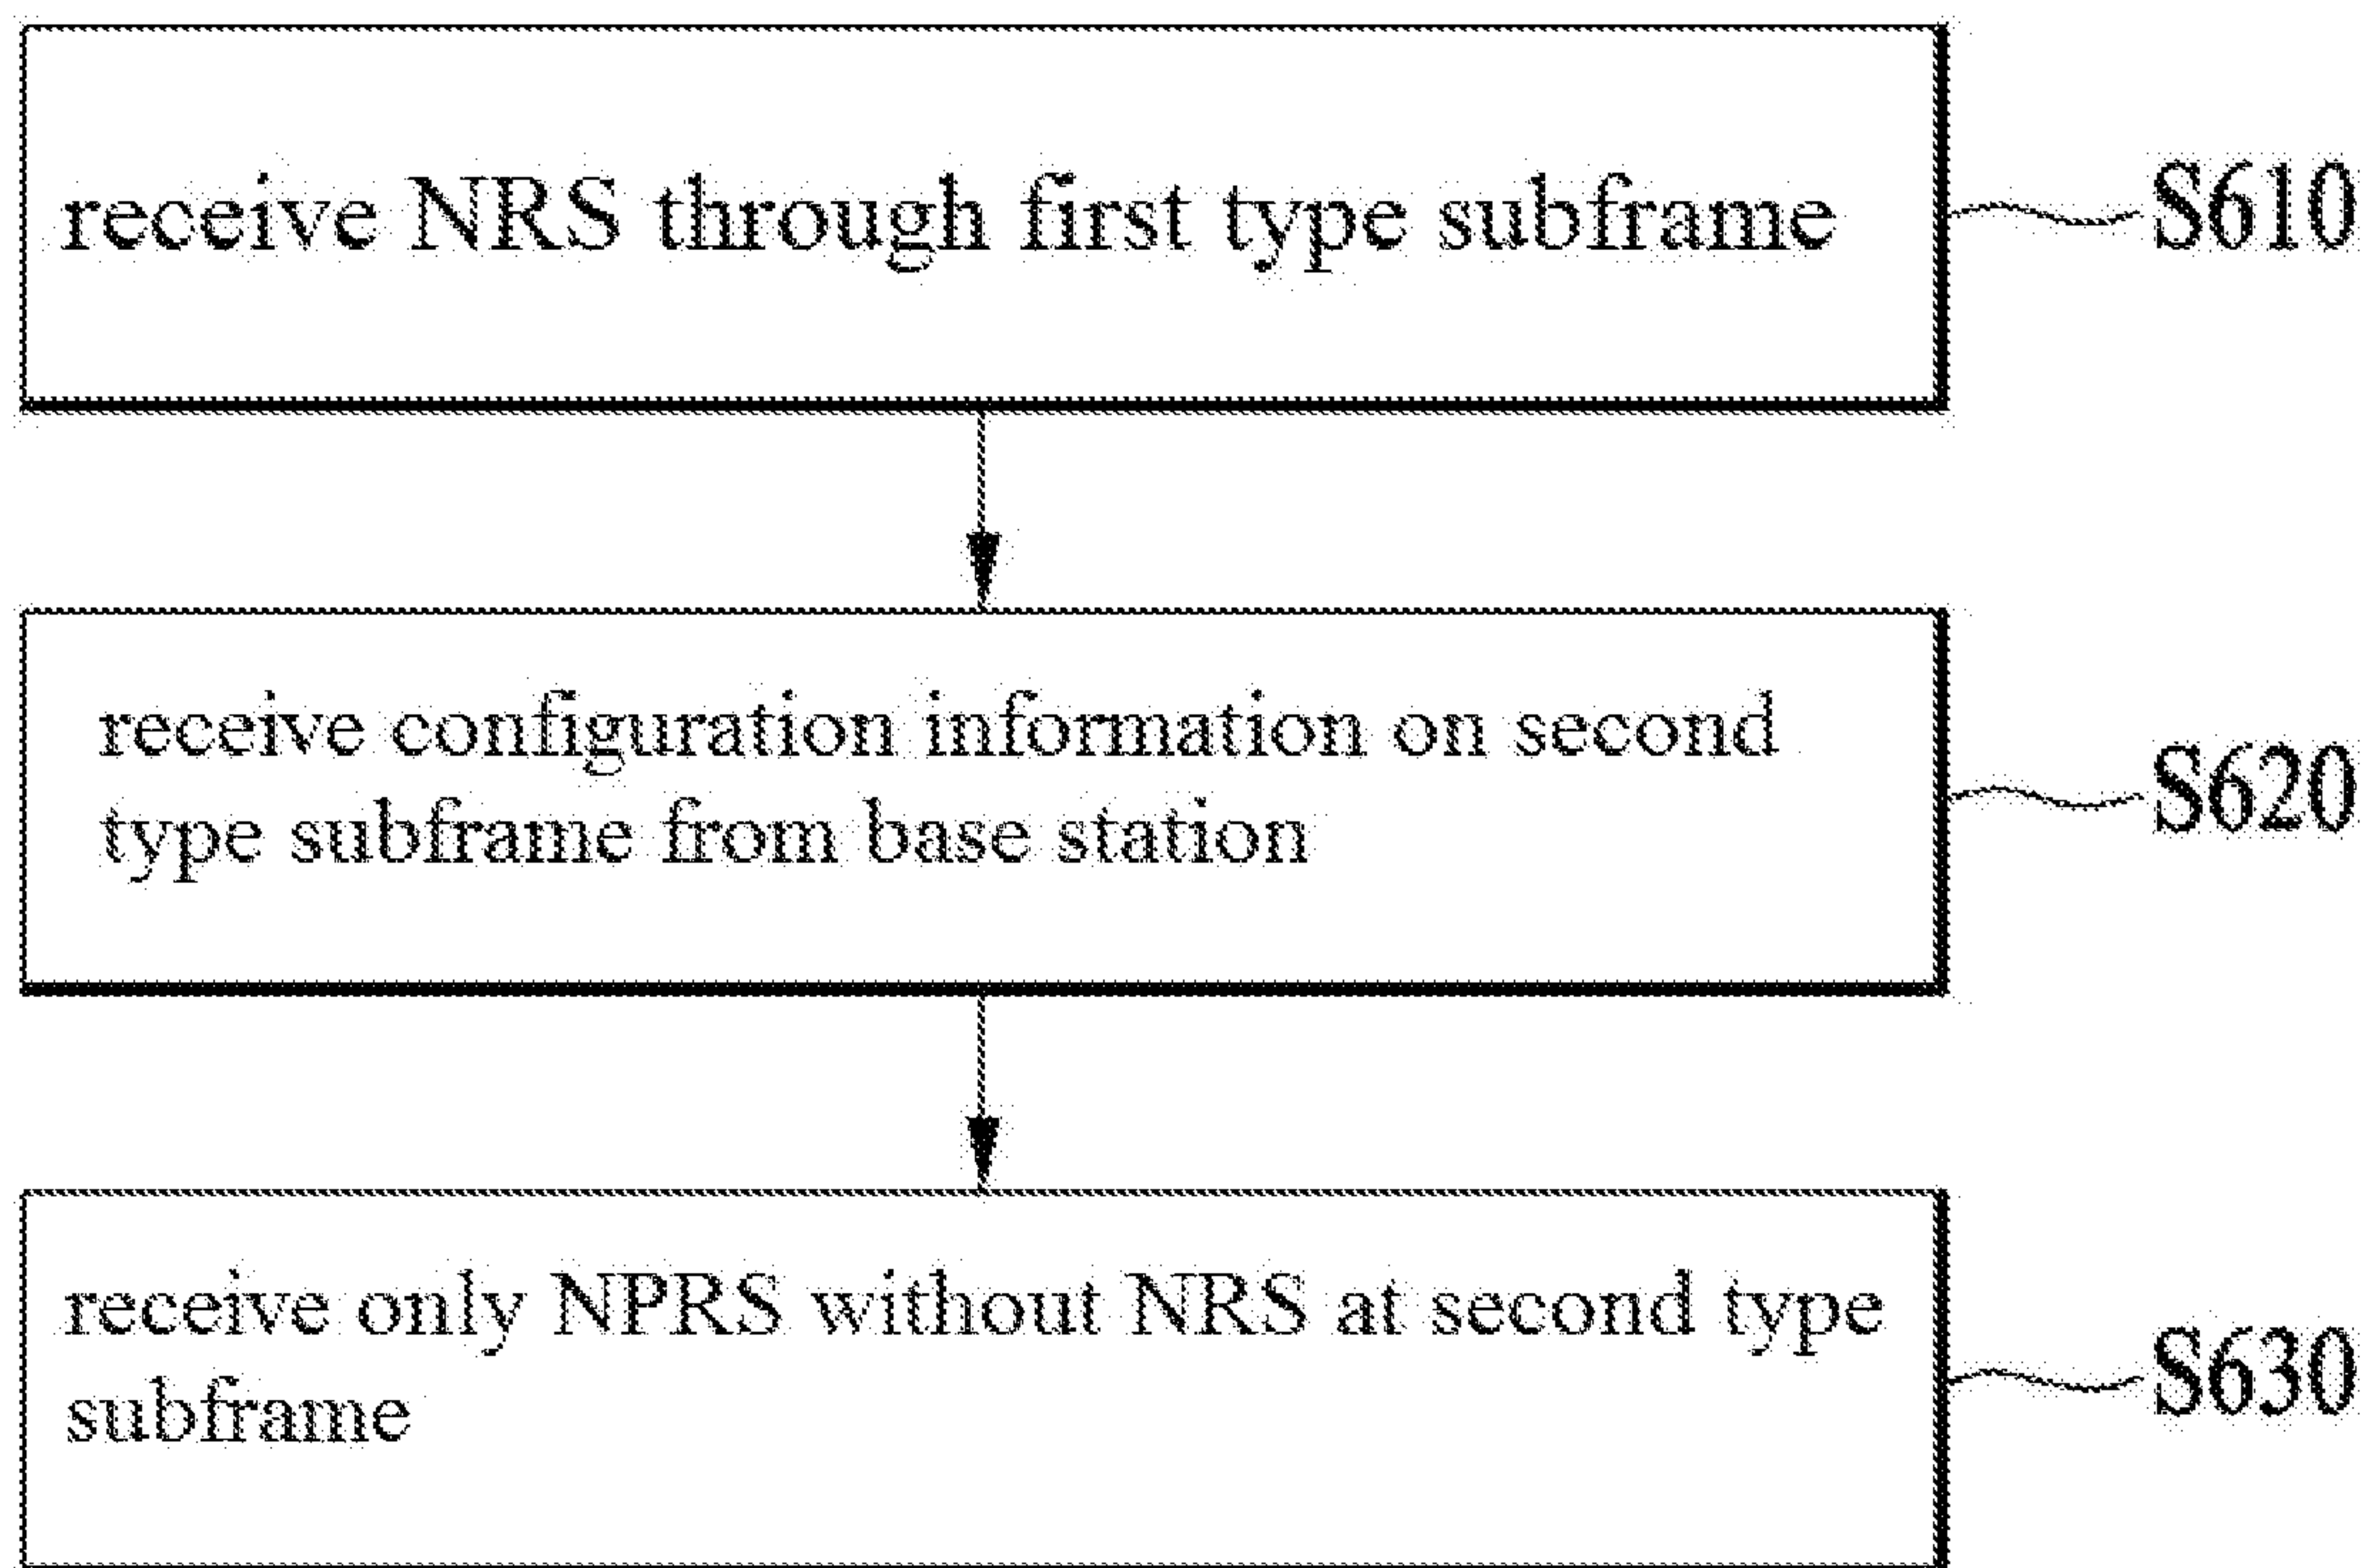 receive NRS through first type subframe
S610
receive configuration information on second
type subframe from base station
S620
receive only NPRS without NRS at second type
subframe
S630